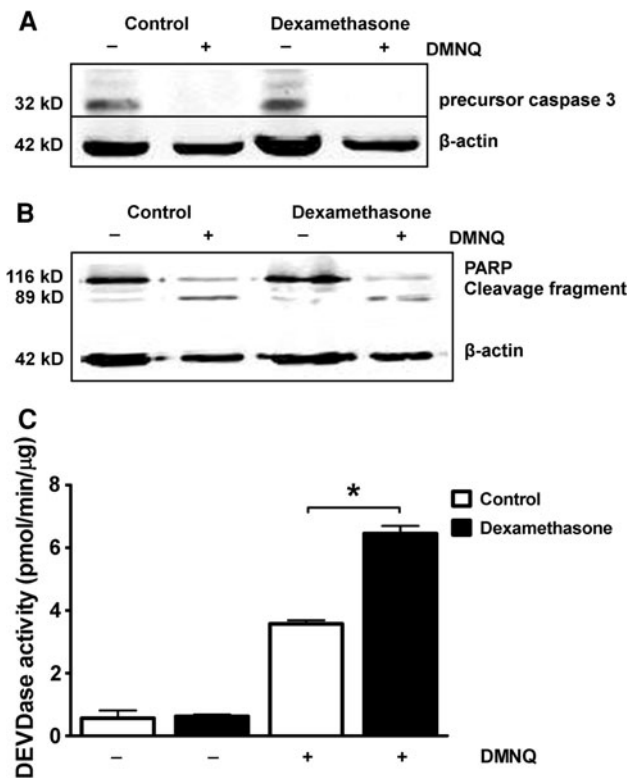 A
Control Dexamethasone
– + – + DMNQ
32 kD precursor caspase 3
42 kD β-actin
B
Control Dexamethasone
– + – + DMNQ
116 kD PARP
89 kD Cleavage fragment
42 kD β-actin
C
DEVDase activity (pmol/min/μg)
8
6
4
2
0
*
Control
Dexamethasone
– – + + DMNQ